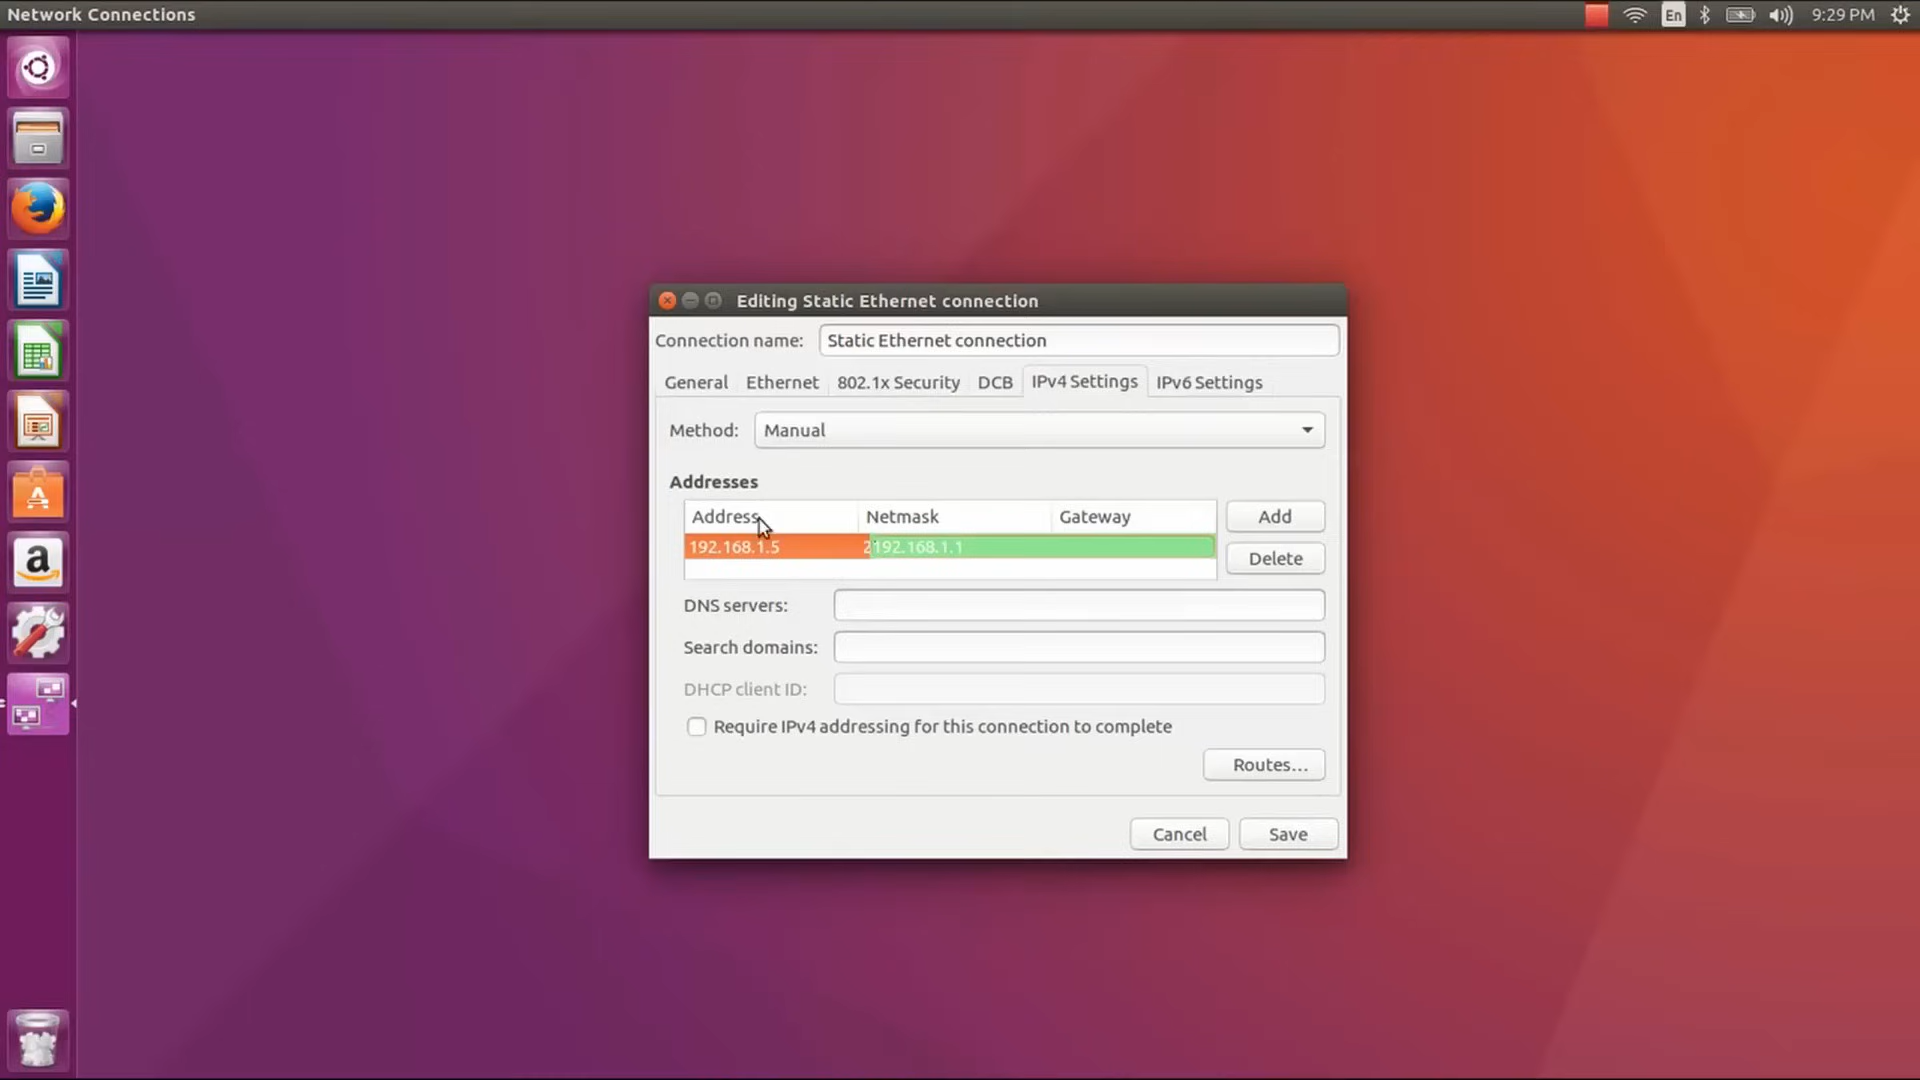 Network Connections
En
9:29 PM
Editing Static Ethernet connection
Connection name: Static Ethernet connection
General Ethernet 802.1x Security DCB IPv4 Settings IPv6 Settings
Method: Manual
Addresses
Address Netmask Gateway Add
192.168.1.5 2 192.168.1.1
Delete
DNS servers:
Search domains:
DHCP client ID:
Require IPv4 addressing for this connection to complete
Routes...
Cancel Save